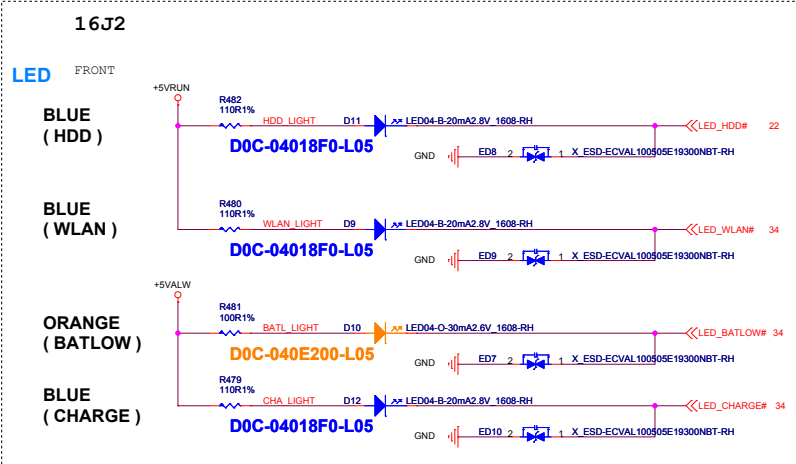 16J2
LED FRONT
+5VRUN
BLUE
( HDD )
R482
110R1%
HDD_LIGHT D11 LED04-B-20mA2.8V_1608-RH
LED_HDD# 22
D0C-04018F0-L05
GND ED8 2 1 X_ESD-ECVAL100505E19300NBT-RH
BLUE
( WLAN )
R480
110R1%
WLAN_LIGHT D9 LED04-B-20mA2.8V_1608-RH
LED_WLAN# 34
D0C-04018F0-L05
GND ED9 2 1 X_ESD-ECVAL100505E19300NBT-RH
+5VALW
ORANGE
( BATLOW )
R481
100R1%
BATL_LIGHT D10 LED04-O-30mA2.6V_1608-RH
LED_BATLOW# 34
D0C-040E200-L05
GND ED7 2 1 X_ESD-ECVAL100505E19300NBT-RH
BLUE
( CHARGE )
R479
110R1%
CHA_LIGHT D12 LED04-B-20mA2.8V_1608-RH
LED_CHARGE# 34
D0C-04018F0-L05
GND ED10 2 1 X_ESD-ECVAL100505E19300NBT-RH